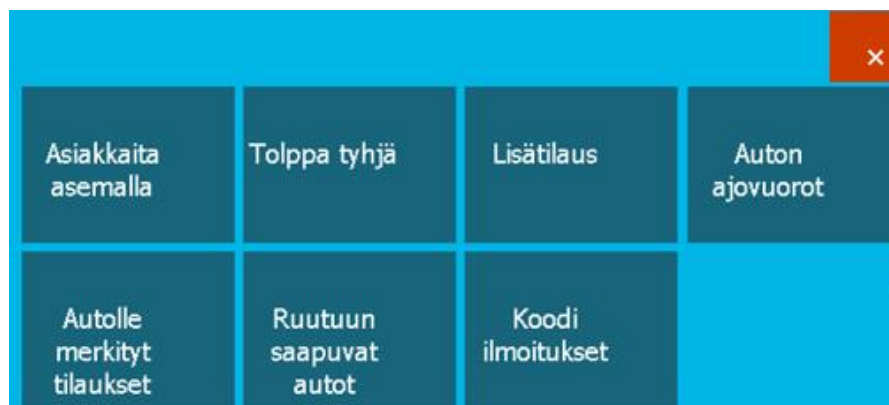 ×
Asiakkaita
asemalla
Tolppa tyhjä
Lisätilaus
Auton
ajovuorot
Autolle
merkityt
tilaukset
Ruutuun
saapuvat
autot
Koodi
ilmoitukset